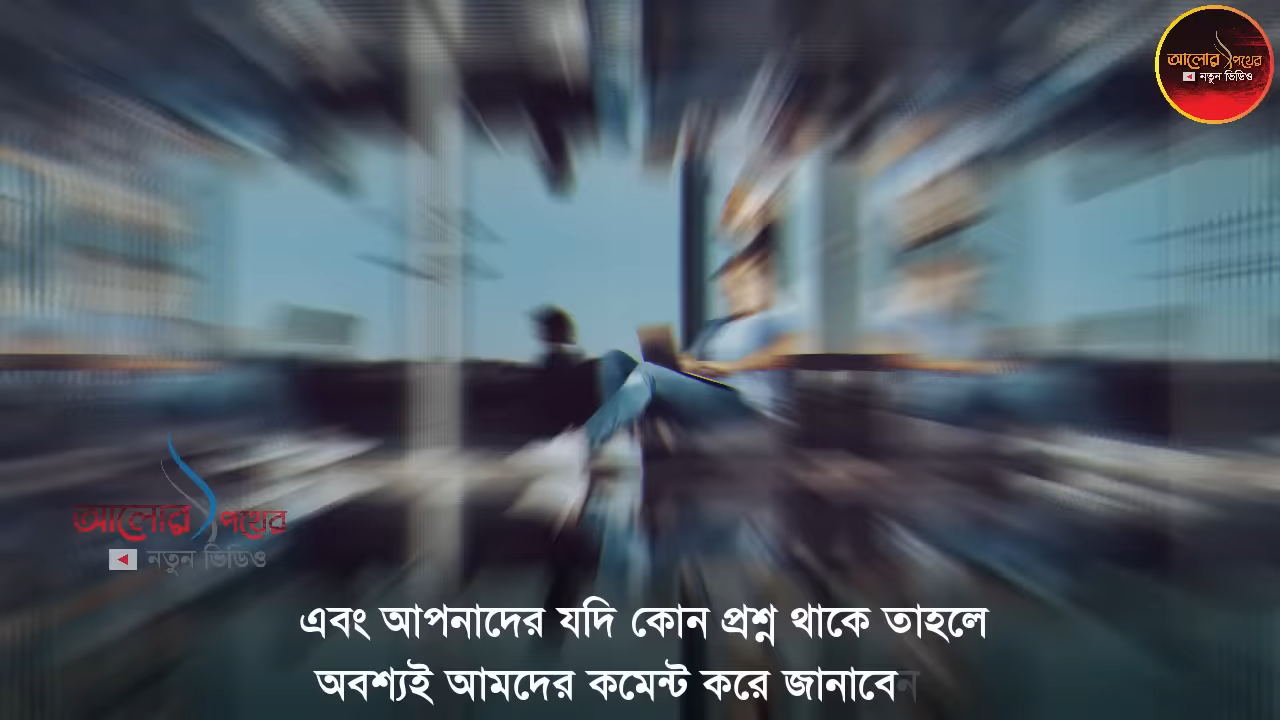 আলোর পথের
নতুন ভিডিও
আলোর পথের
নতুন ভিডিও
এবং আপনাদের যদি কোন প্রশ্ন থাকে তাহলে
অবশ্যই আমদের কমেন্ট করে জানাবেন